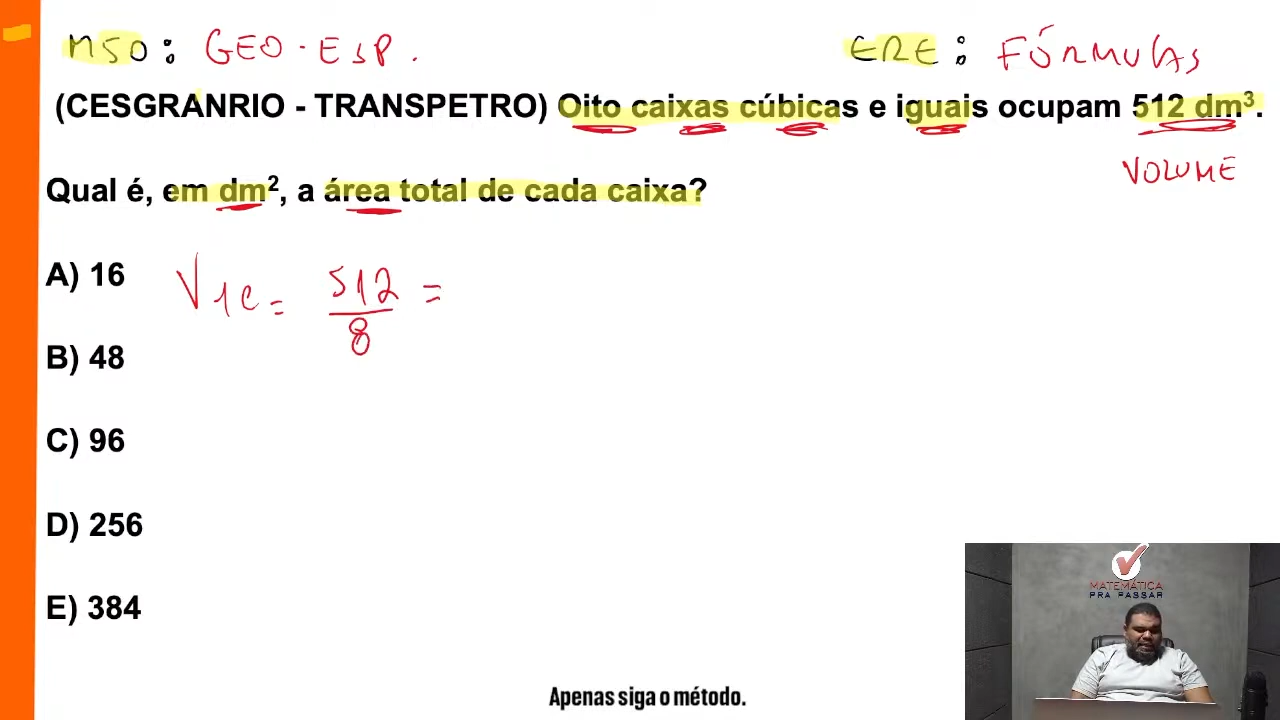 MSO: GEO. ESP.
ERE: FÓRMULAS
(CESGRANRIO - TRANSPETRO) Oito caixas cúbicas e iguais ocupam 512 dm³.
VOLUME
Qual é, em dm², a área total de cada caixa?
A) 16
V1C = 512/8 =
B) 48
C) 96
D) 256
E) 384
MATEMÁTICA
PRA PASSAR
Apenas siga o método.